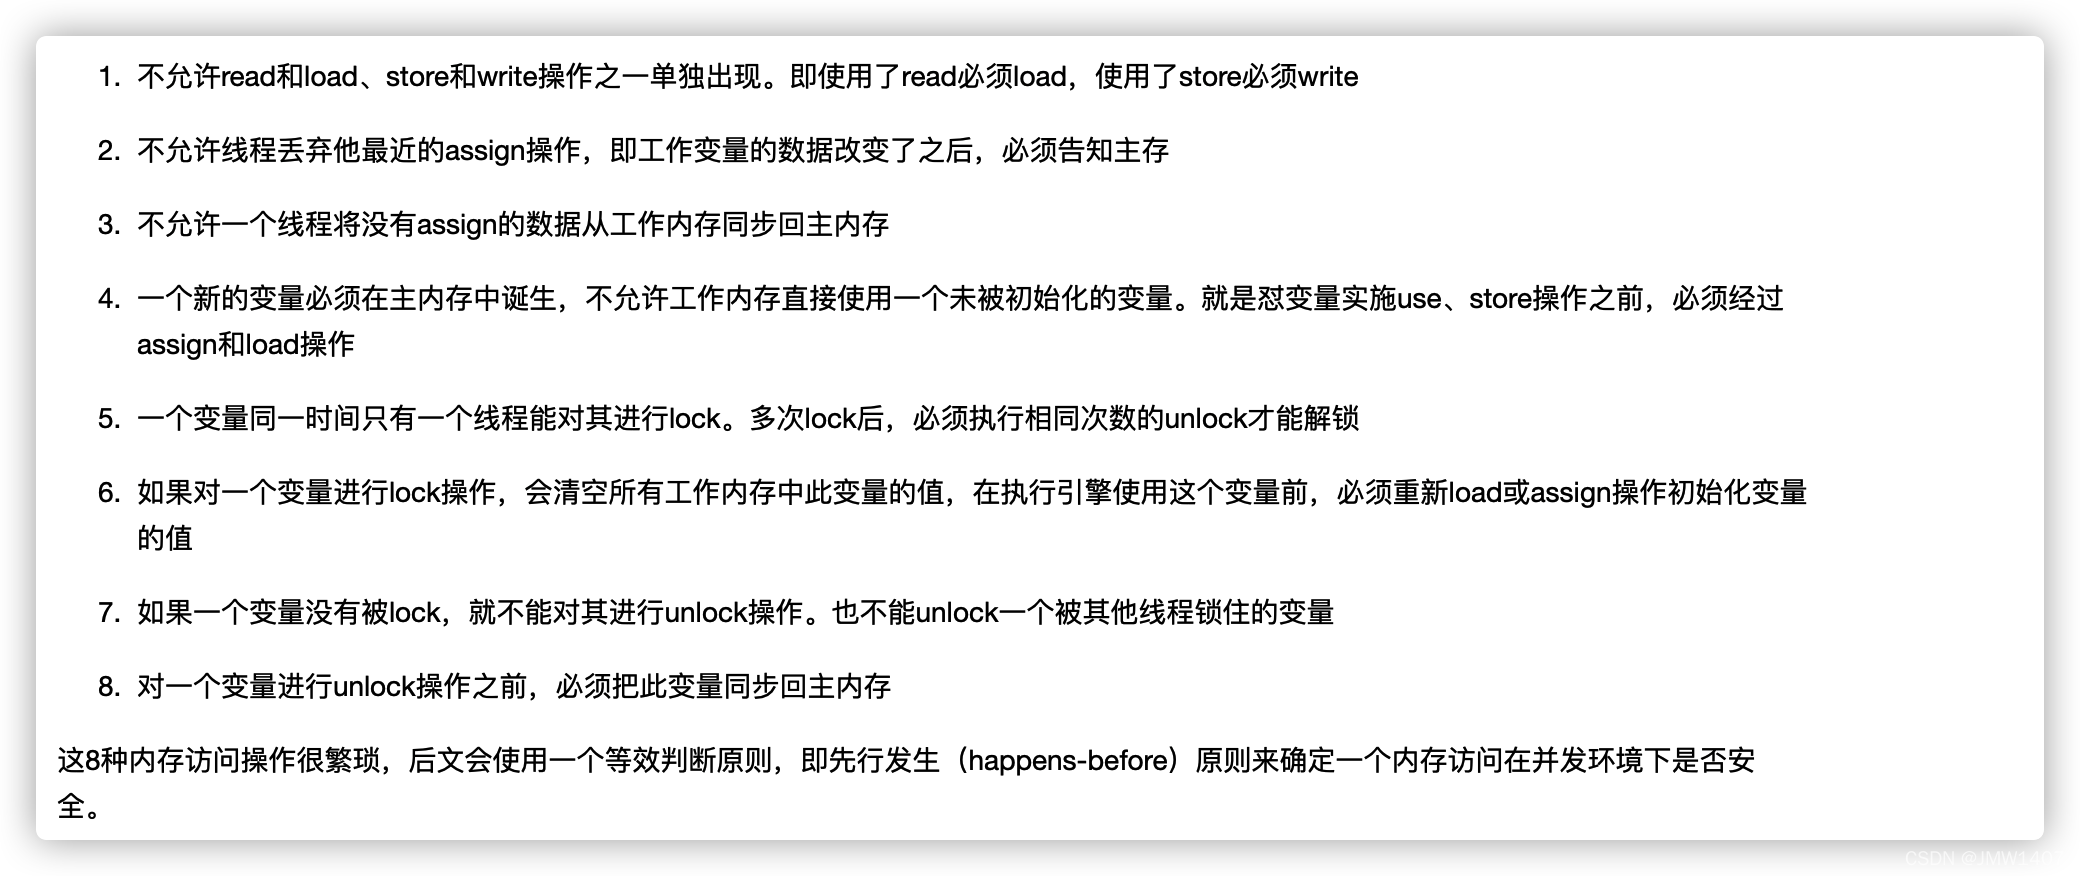 1. 不允许read和load、store和write操作之一单独出现。即使用了read必须load，使用了store必须write
2. 不允许线程丢弃他最近的assign操作，即工作变量的数据改变了之后，必须告知主存
3. 不允许一个线程将没有assign的数据从工作内存同步回主内存
4. 一个新的变量必须在主内存中诞生，不允许工作内存直接使用一个未被初始化的变量。就是怼变量实施use、store操作之前，必须经过
assign和load操作
5. 一个变量同一时间只有一个线程能对其进行lock。多次lock后，必须执行相同次数的unlock才能解锁
6. 如果对一个变量进行lock操作，会清空所有工作内存中此变量的值，在执行引擎使用这个变量前，必须重新load或assign操作初始化变量
的值
7. 如果一个变量没有被lock，就不能对其进行unlock操作。也不能unlock一个被其他线程锁住的变量
8. 对一个变量进行unlock操作之前，必须把此变量同步回主内存
这8种内存访问操作很繁琐，后文会使用一个等效判断原则，即先行发生（happens-before）原则来确定一个内存访问在并发环境下是否安
全。
CSDN